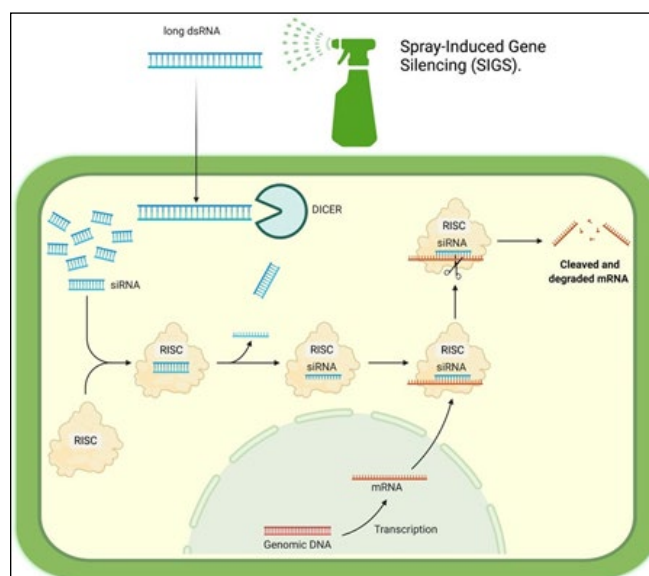 long dsRNA
Spray-Induced Gene
Silencing (SIGS).
DICER
siRNA
RISC
siRNA
Cleaved and
degraded mRNA
RISC
RISC
siRNA
RISC
siRNA
RISC
mRNA
Transcription
Genomic DNA